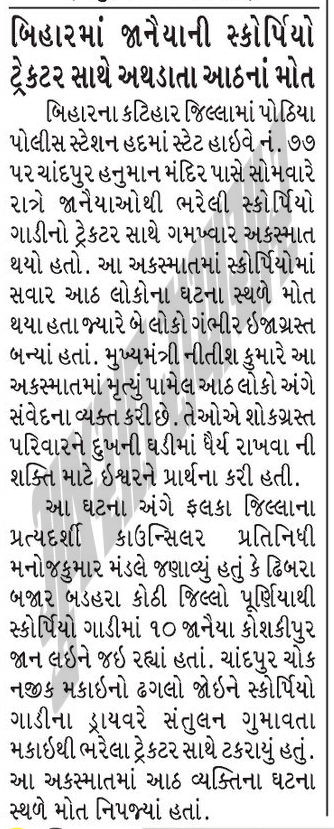 બિહારમાં જાનૈયાની સ્કોર્પિયો
ટ્રેકટર સાથે અથડાતા આઠનાં મોત
બિહારના કટિહાર જિલ્લામાં પોઠિયા
પોલીસ સ્ટેશન હદમાં સ્ટેટ હાઇવે નં. ૭૭
પર ચાંદપુર હનુમાન મંદિર પાસે સોમવારે
રાત્રે જાનૈયાઓથી ભરેલી સ્કોર્પિયો
ગાડીનો ટ્રેકટર સાથે ગમખ્વાર અકસ્માત
થયો હતો. આ અકસ્માતમાં સ્કોર્પિયોમાં
સવાર આઠ લોકોના ઘટના સ્થળે મોત
થયા હતા જ્યારે બે લોકો ગંભીર ઇજાગ્રસ્ત
બન્યાં હતાં. મુખ્યમંત્રી નીતીશ કુમારે આ
અકસ્માતમાં મૃત્યું પામેલ આઠ લોકો અંગે
સંવેદના વ્યક્ત કરી છે. તેઓએ શોકગ્રસ્ત
પરિવારને દુખની ઘડીમાં ધૈર્ય રાખવા ની
શક્તિ માટે ઇશ્વરને પ્રાર્થના કરી હતી.
આ ઘટના અંગે ફલકા જિલ્લાના
પ્રત્યદર્શી કાઉન્સિલર પ્રતિનિધી
મનોજકુમાર મંડલે જણાવ્યું હતું કે ઢિબરા
બજાર બડહરા કોઠી જિલ્લો પૂર્ણિયાથી
સ્કોર્પિયો ગાડીમાં ૧૦ જાનૈયા કોશકીપુર
જાન લઇને જઇ રહ્યાં હતાં. ચાંદપુર ચોક
નજીક મકાઇનો ઢગલો જોઇને સ્કોર્પિયો
ગાડીના ડ્રાયવરે સંતુલન ગુમાવતા
મકાઇથી ભરેલા ટ્રેકટર સાથે ટકરાયું હતું.
આ અકસ્માતમાં આઠ વ્યક્તિના ઘટના
સ્થળે મોત નિપજ્યાં હતાં.